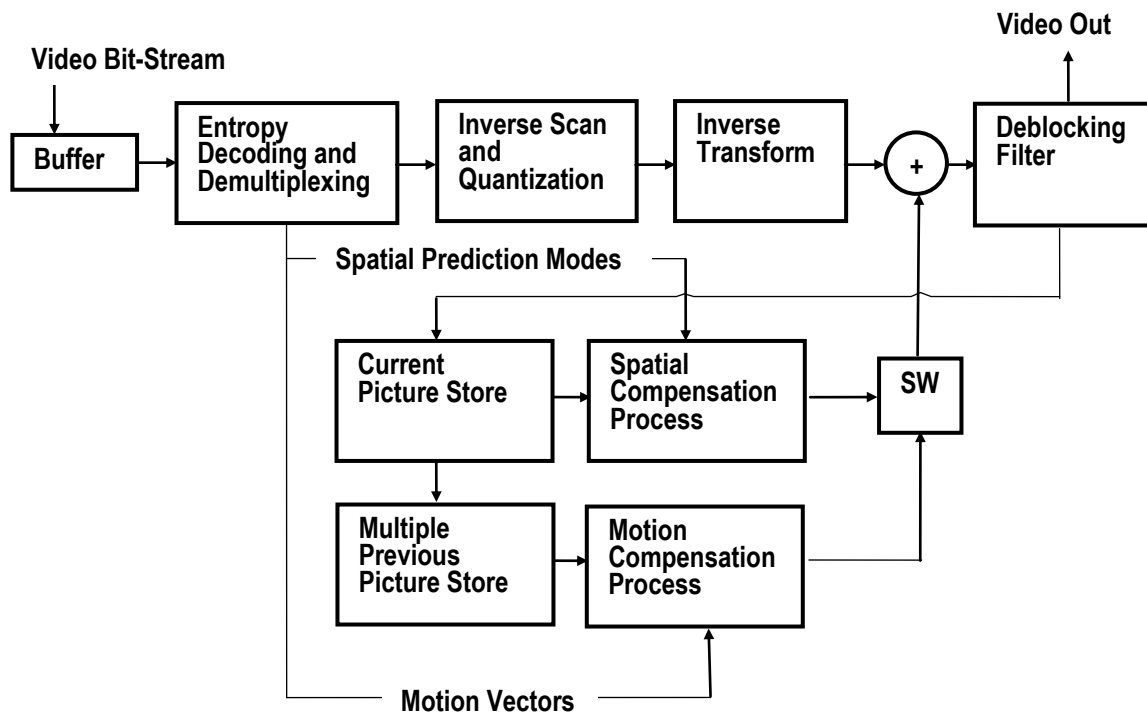 Video Out
Video Bit-Stream
Buffer
Entropy
Decoding and
Demultiplexing
Inverse Scan
and
Quantization
Inverse
Transform
+
Deblocking
Filter
Spatial Prediction Modes
Current
Picture Store
Spatial
Compensation
Process
SW
Multiple
Previous
Picture Store
Motion
Compensation
Process
Motion Vectors